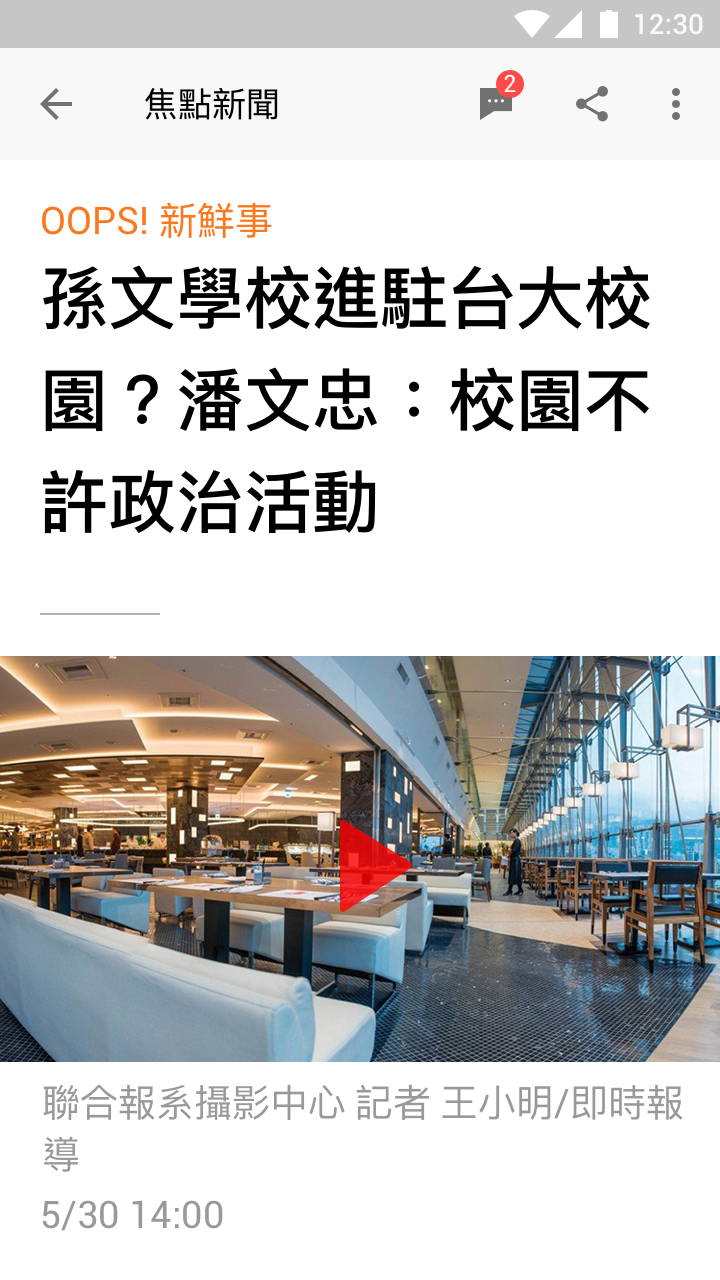 12:30
焦點新聞
2
OOPS! 新鮮事
孫文學校進駐台大校
園？潘文忠：校園不
許政治活動
聯合報系攝影中心 記者 王小明/即時報
導
5/30 14:00